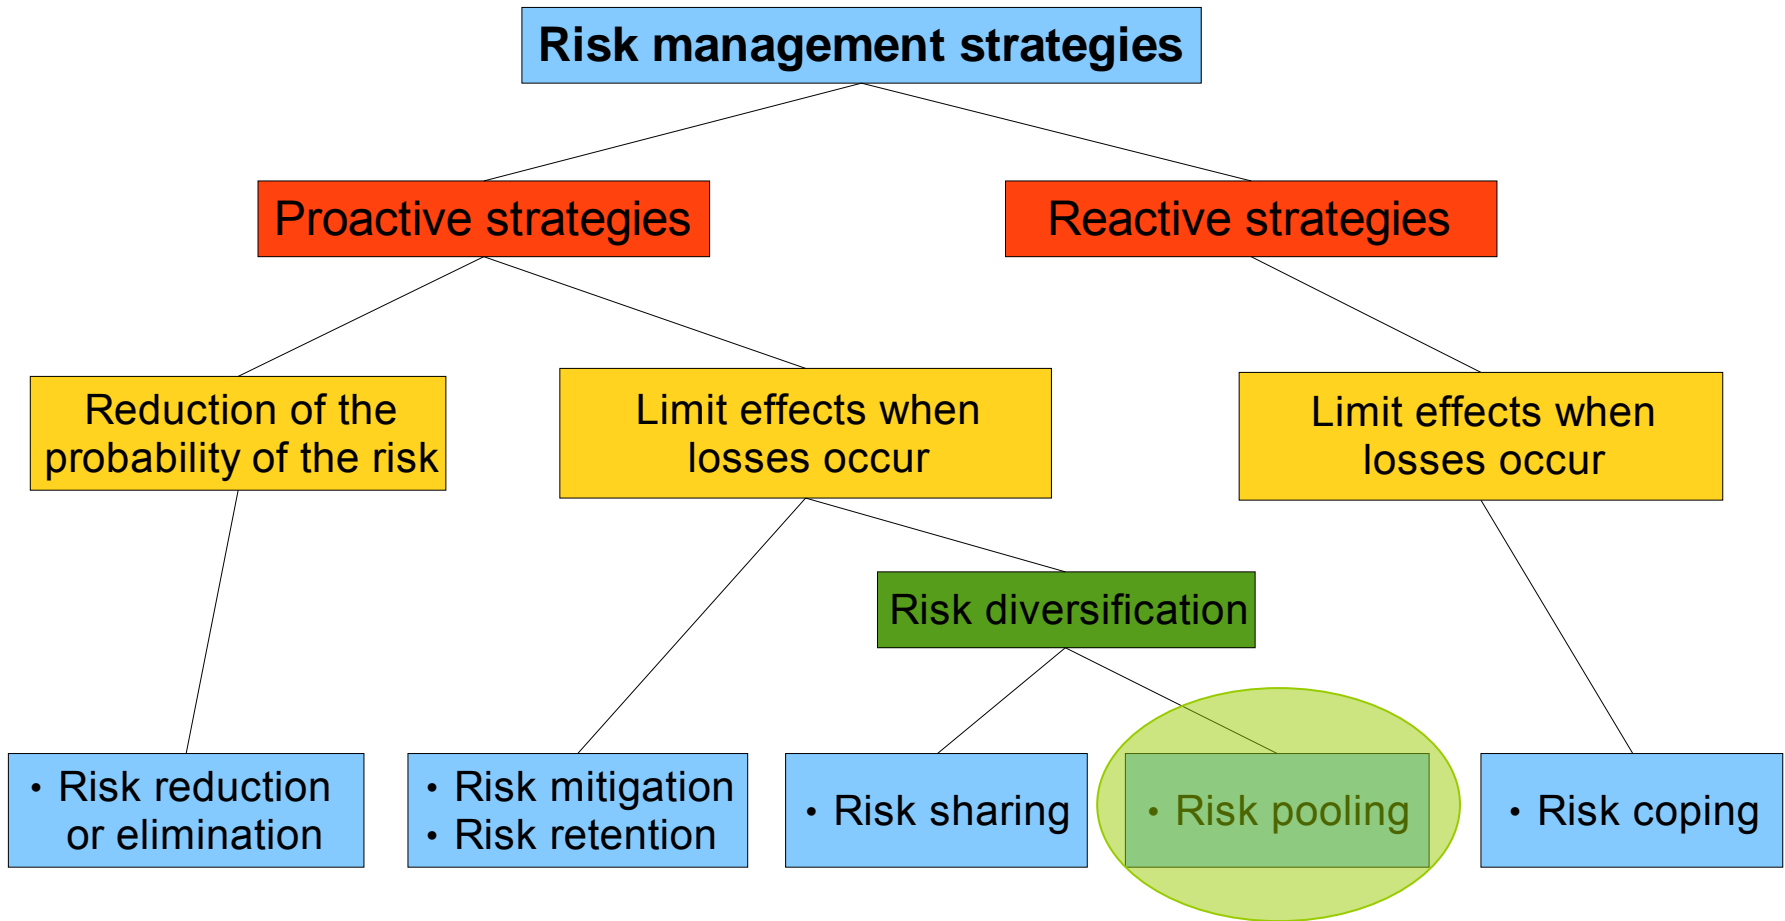 Risk management strategies
Proactive strategies
Reactive strategies
Reduction of the
probability of the risk
Limit effects when
losses occur
Limit effects when
losses occur
Risk diversification
• Risk reduction
or elimination
• Risk mitigation
• Risk retention
• Risk sharing
• Risk pooling
• Risk coping